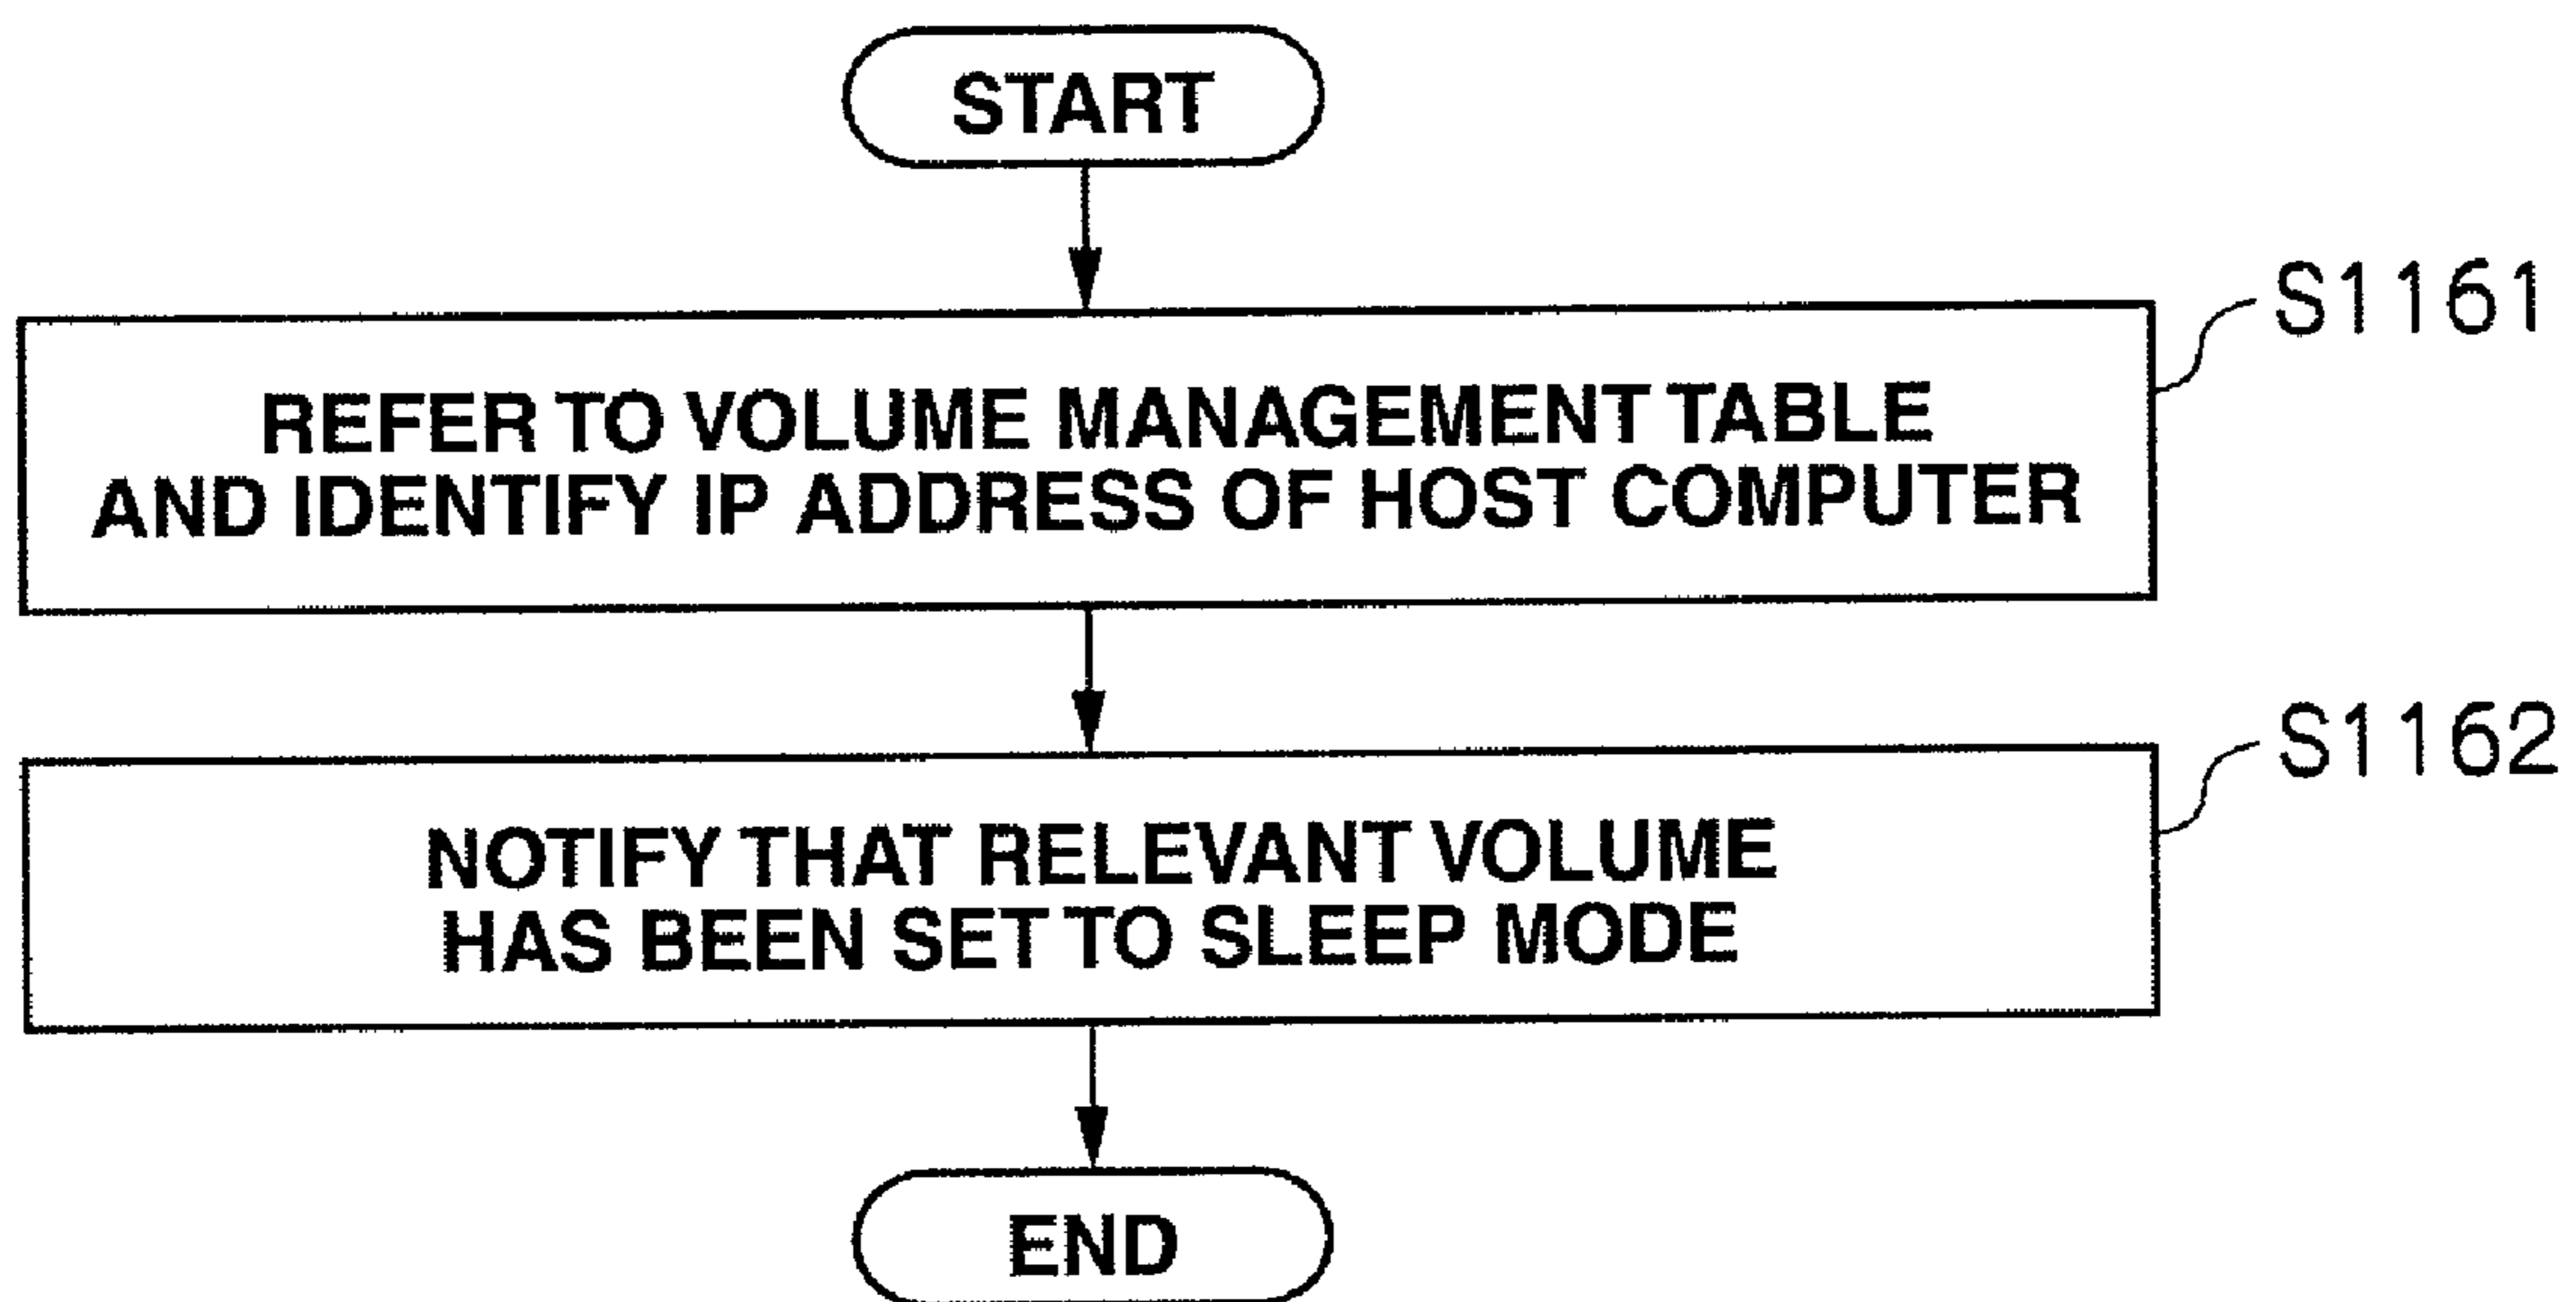 START
S1161
REFER TO VOLUME MANAGEMENT TABLE
AND IDENTIFY IP ADDRESS OF HOST COMPUTER
S1162
NOTIFY THAT RELEVANT VOLUME
HAS BEEN SET TO SLEEP MODE
END